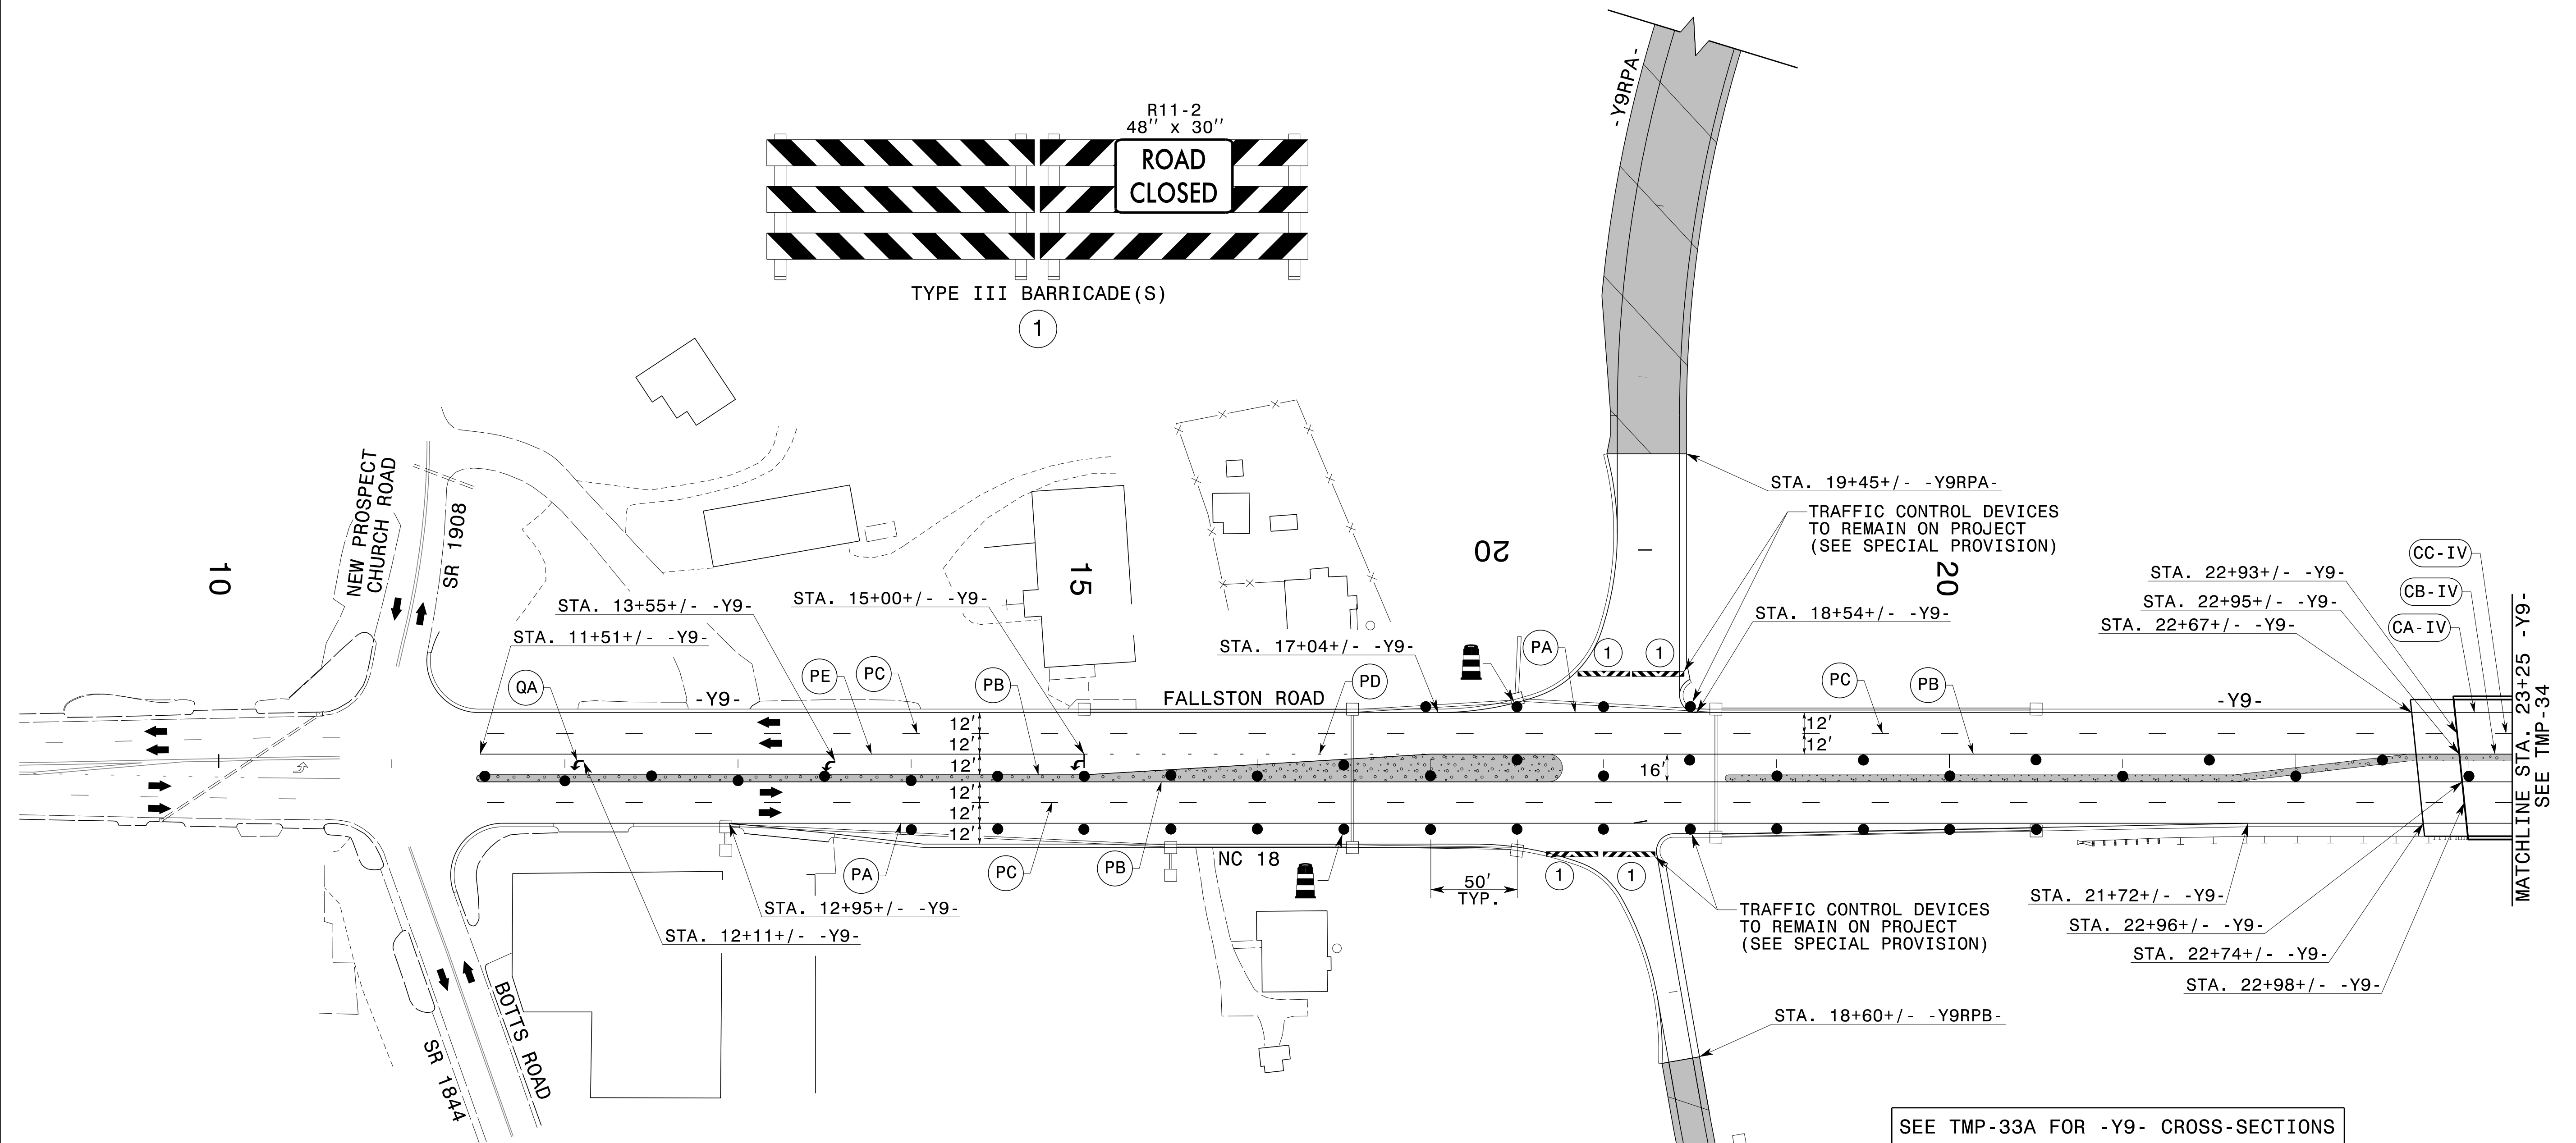 -Y9RPA-
R11-2
48" x 30"
ROAD
CLOSED
TYPE III BARRICADE(S)
1
NEW PROSPECT
CHURCH ROAD
SR 1908
10
15
20
20
STA. 19+45+/- -Y9RPA-
TRAFFIC CONTROL DEVICES
TO REMAIN ON PROJECT
(SEE SPECIAL PROVISION)
STA. 13+55+/- -Y9-
STA. 15+00+/- -Y9-
STA. 11+51+/- -Y9-
STA. 17+04+/- -Y9-
STA. 18+54+/- -Y9-
STA. 22+93+/- -Y9-
STA. 22+95+/- -Y9-
STA. 22+67+/- -Y9-
CC-IV
CB-IV
CA-IV
MATCHLINE STA. 23+25 -Y9-
SEE TMP-34
QA
-Y9-
PE
PC
PB
FALLSTON ROAD
PD
PA
1
1
PC
PB
-Y9-
12'
12'
12'
12'
12'
12'
12'
12'
16'
PA
PC
PB
NC 18
50'
TYP.
1
1
STA. 12+95+/- -Y9-
STA. 12+11+/- -Y9-
TRAFFIC CONTROL DEVICES
TO REMAIN ON PROJECT
(SEE SPECIAL PROVISION)
STA. 21+72+/- -Y9-
STA. 22+96+/- -Y9-
STA. 22+74+/- -Y9-
STA. 22+98+/- -Y9-
STA. 18+60+/- -Y9RPB-
BOTTS ROAD
SR 1844
SEE TMP-33A FOR -Y9- CROSS-SECTIONS